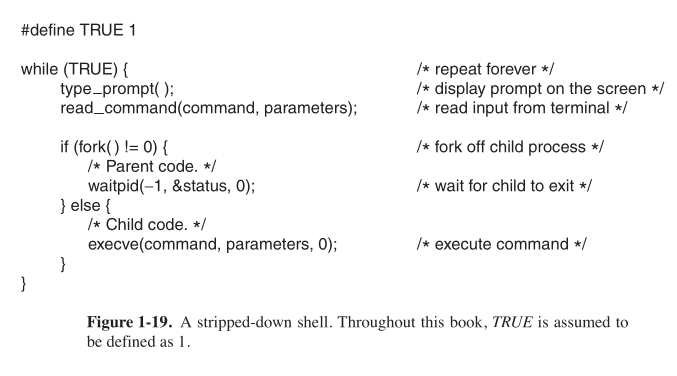 #define TRUE 1
while (TRUE) { /* repeat forever */
type_prompt( ); /* display prompt on the screen */
read_command(command, parameters); /* read input from terminal */
if (fork( ) != 0) { /* fork off child process */
/* Parent code. */
waitpid(−1, &status, 0); /* wait for child to exit */
} else {
/* Child code. */
execve(command, parameters, 0); /* execute command */
}
}
Figure 1-19. A stripped-down shell. Throughout this book, TRUE is assumed to
be defined as 1.